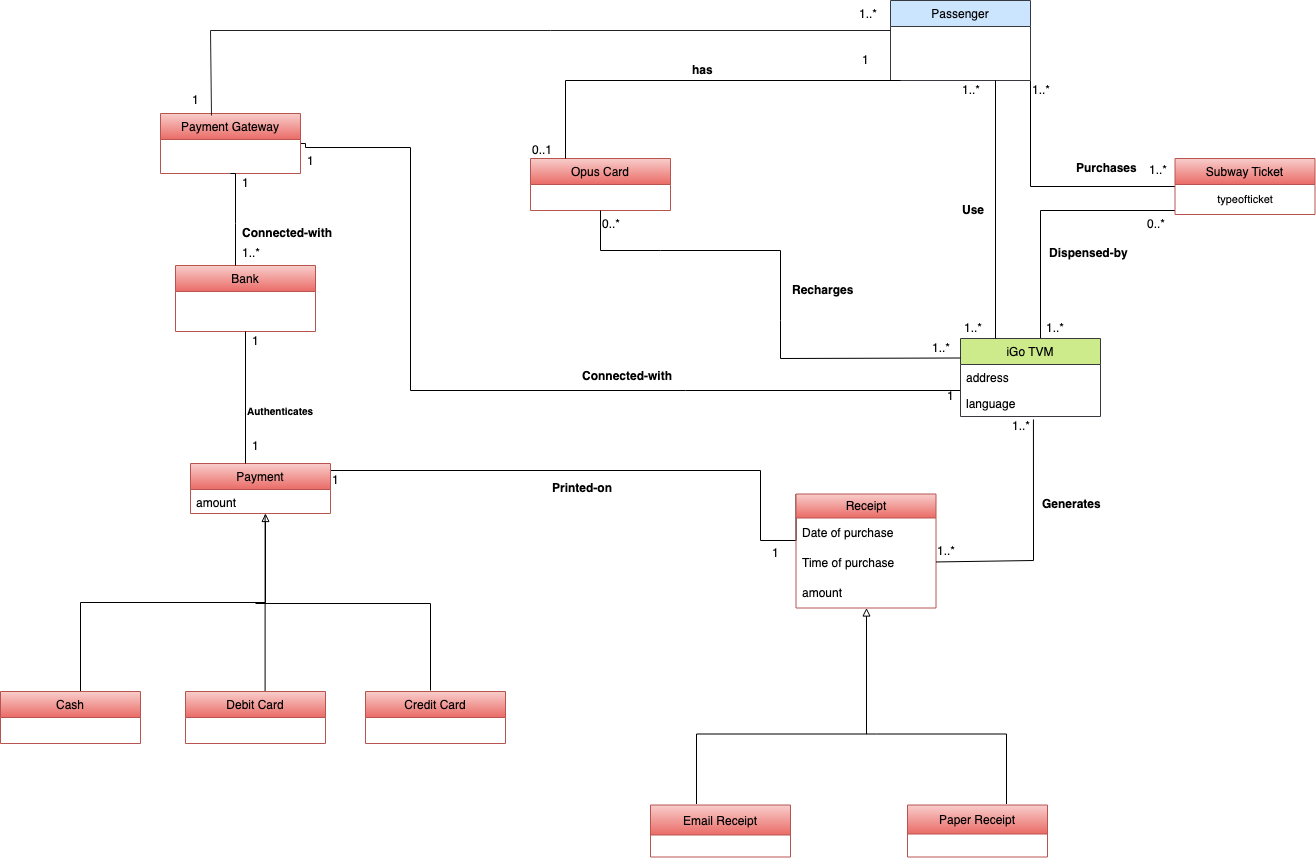 1..*
Passenger
1
has
1..*
1..*
1
Payment Gateway
1
0..1
Opus Card
Purchases
1..*
Subway Ticket
typeofticket
1
0..*
Use
0..*
Connected-with
1..*
Dispensed-by
Bank
Recharges
1..*
1..*
1
1..*
iGo TVM
Connected-with
address
1
language
Authenticates
1..*
1
Payment
1
Printed-on
amount
Receipt
Generates
Date of purchase
1
1..*
Time of purchase
amount
Cash
Debit Card
Credit Card
Email Receipt
Paper Receipt